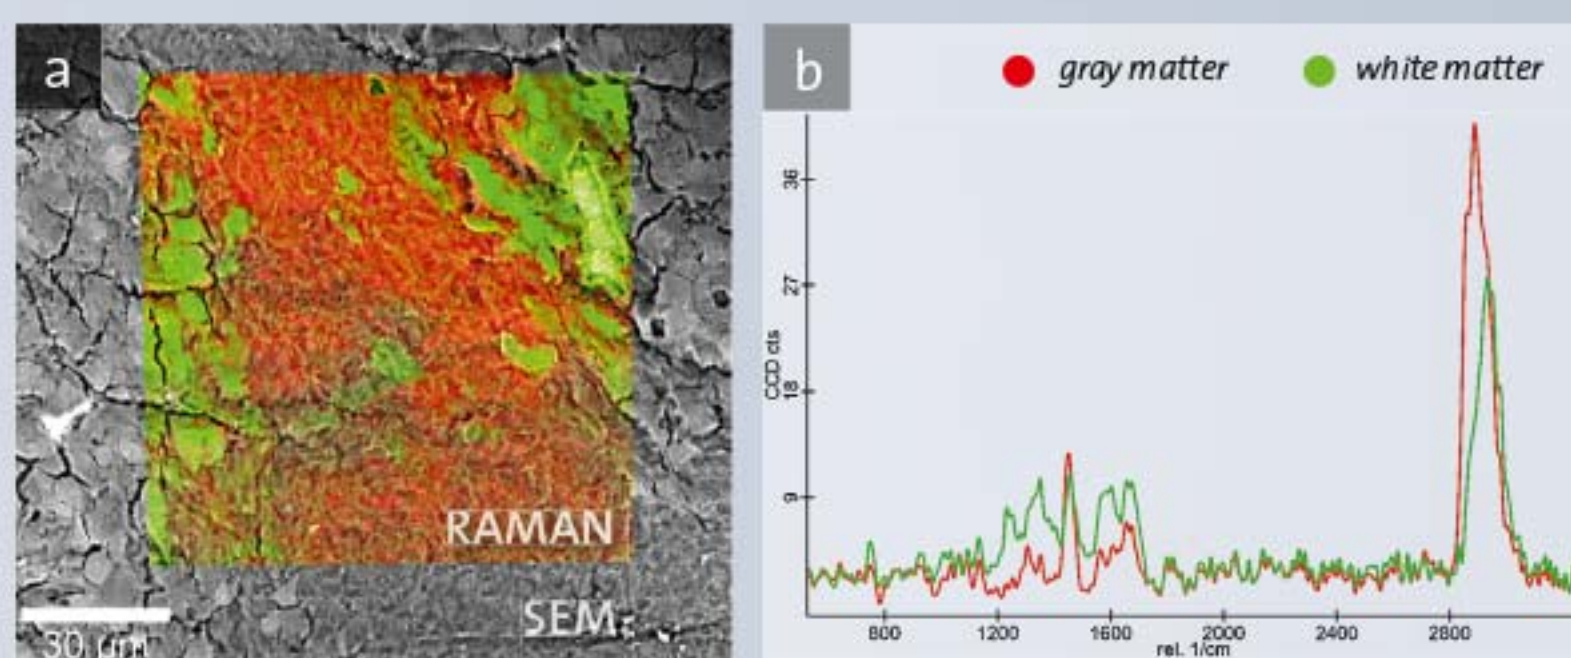 a
RAMAN
SEM
30 µm
b
gray matter
white matter
CCD cts
36
27
18
9
800 1200 1600 2000 2400 2800
rel. 1/cm